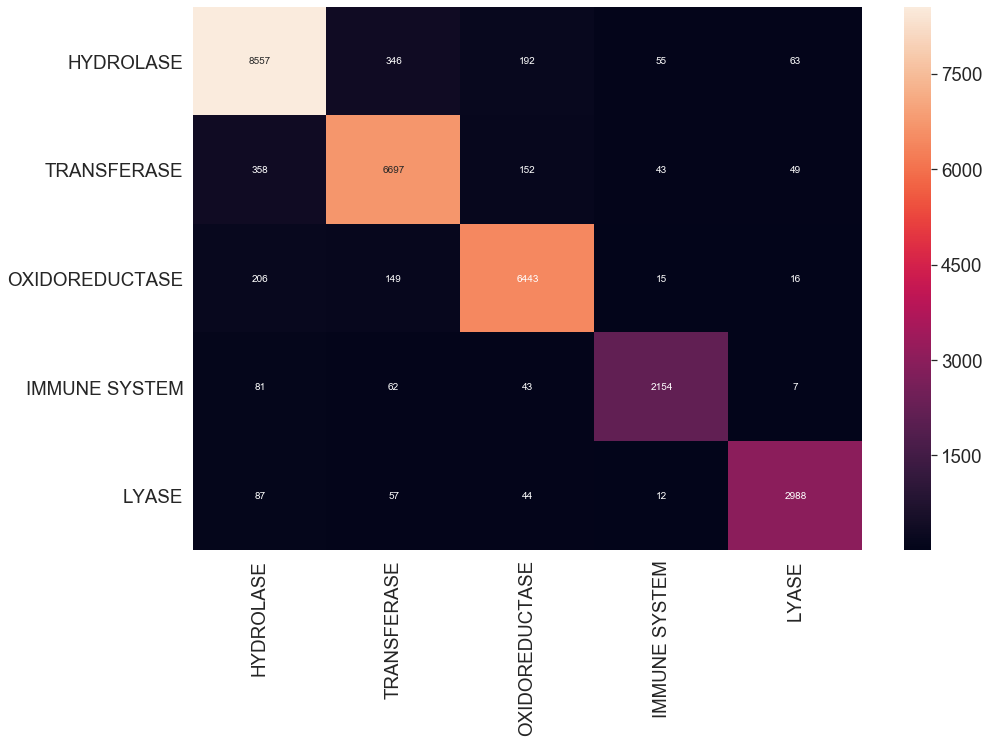 HYDROLASE 8557 346 192 55 63
TRANSFERASE 358 6697 152 43 49
OXIDOREDUCTASE 206 149 6443 15 16
IMMUNE SYSTEM 81 62 43 2154 7
LYASE 87 57 44 12 2988
HYDROLASE
TRANSFERASE
OXIDOREDUCTASE
IMMUNE SYSTEM
LYASE
7500
6000
4500
3000
1500